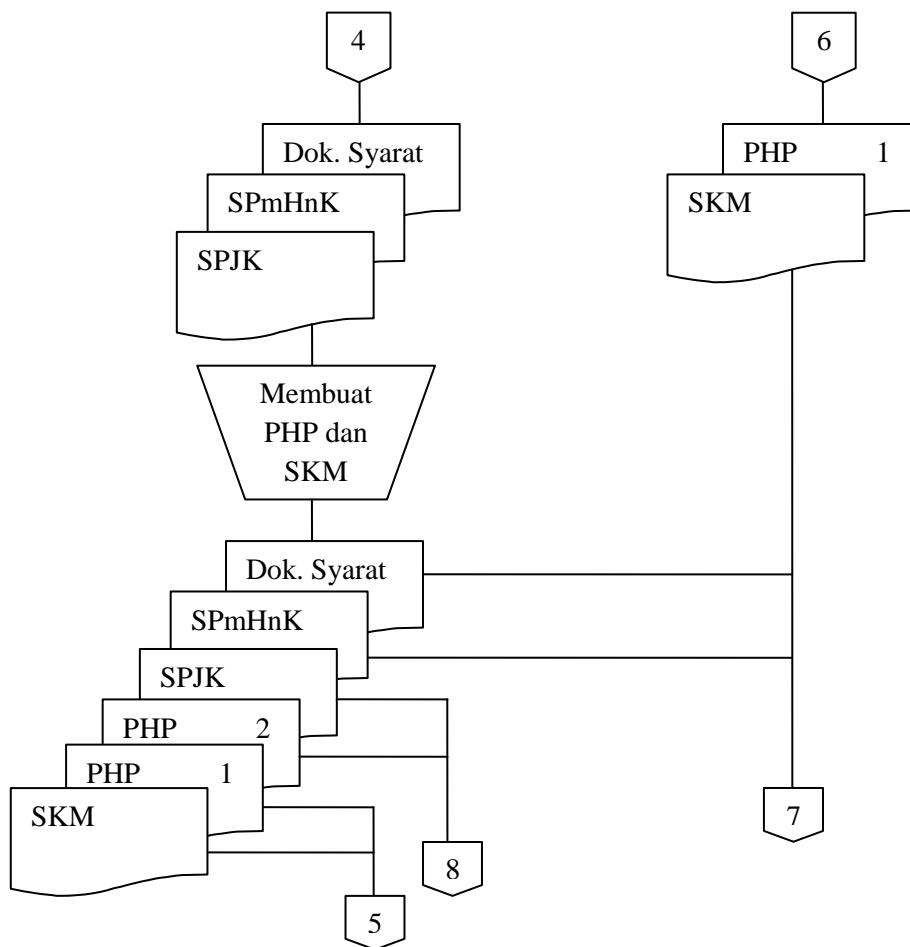 4
6
Dok. Syarat
PHP 1
SPmHnK
SKM
SPJK
Membuat
PHP dan
SKM
Dok. Syarat
SPmHnK
SPJK
PHP 2
PHP 1
SKM
7
8
5